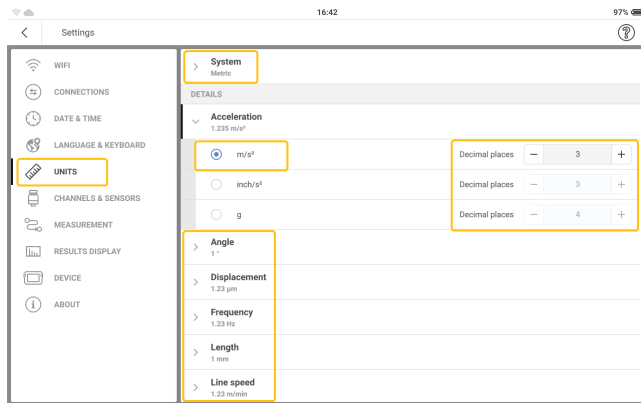 16:42
97%
Settings
?
WIFI
CONNECTIONS
DATE & TIME
LANGUAGE & KEYBOARD
UNITS
CHANNELS & SENSORS
MEASUREMENT
RESULTS DISPLAY
DEVICE
ABOUT
System
Metric
DETAILS
Acceleration
1.235 m/s²
m/s² Decimal places − 3 +
inch/s² Decimal places − 3 +
g Decimal places − 4 +
Angle
1 °
Displacement
1.23 µm
Frequency
1.23 Hz
Length
1 mm
Line speed
1.23 m/min